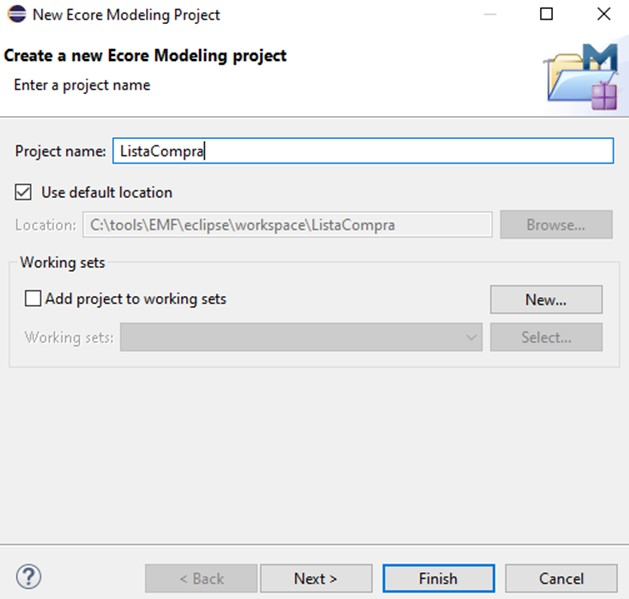 New Ecore Modeling Project
Create a new Ecore Modeling project
Enter a project name
Project name: ListaCompra
Use default location
Location: C:\tools\EMF\eclipse\workspace\ListaCompra Browse...
Working sets
Add project to working sets New...
Working sets: Select...
? < Back Next > Finish Cancel